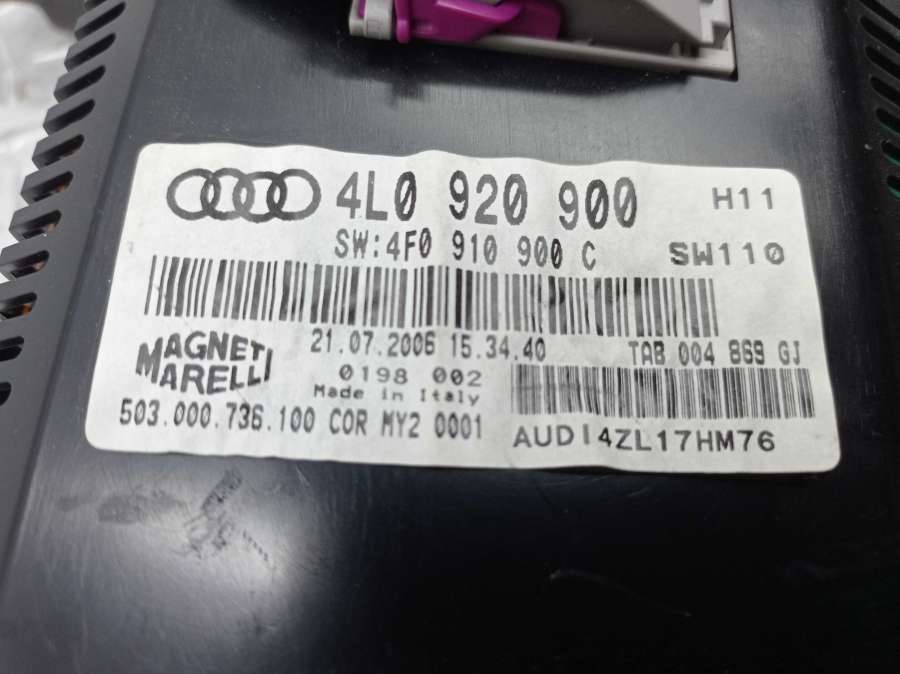 4L0 920 900 H11
SW:4F0 910 900 C SW110
MAGNETI MARELLI
21.07.2006 15.34.40 TAB 004 869 GJ
0198 002
Made in Italy
503.000.736.100 COR MY2 0001
AUDI4ZL17HM76